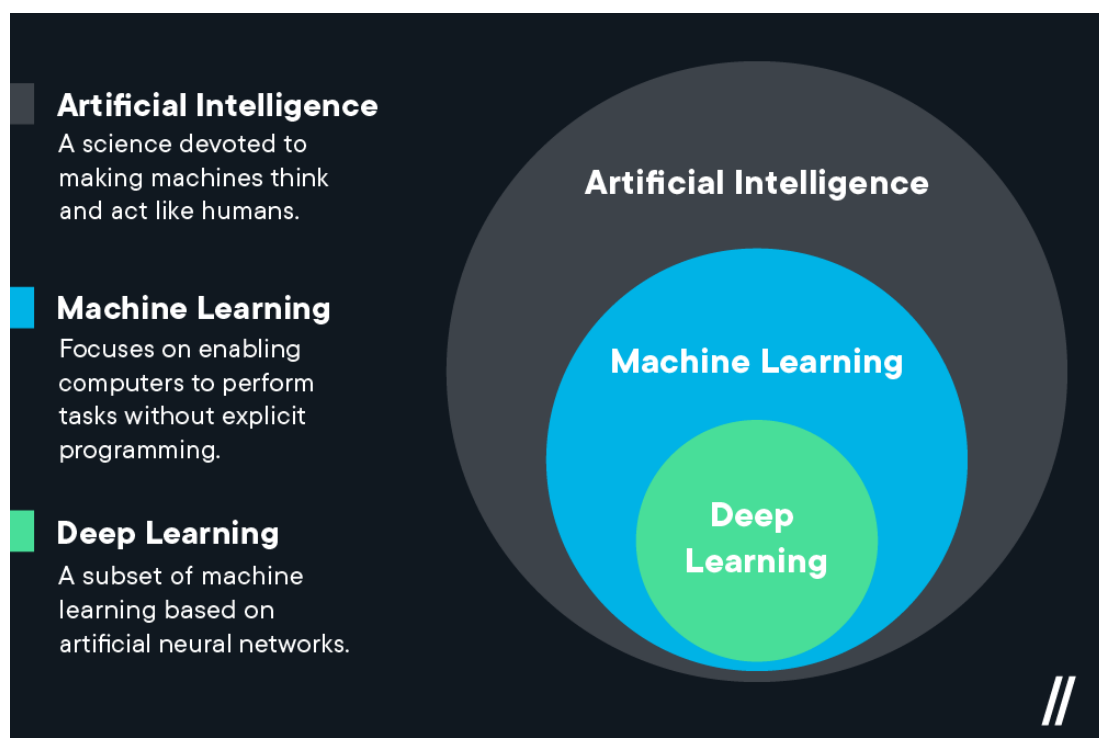 Artificial Intelligence
A science devoted to
making machines think
and act like humans.
Machine Learning
Focuses on enabling
computers to perform
tasks without explicit
programming.
Deep Learning
A subset of machine
learning based on
artificial neural networks.
Artificial Intelligence
Machine Learning
Deep
Learning